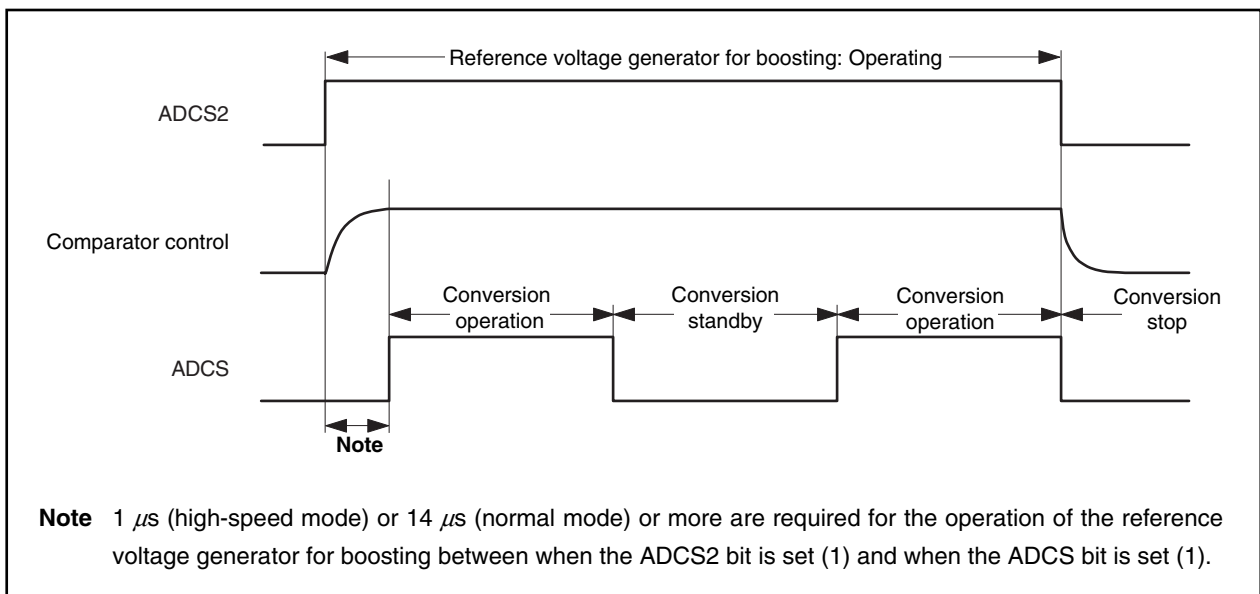 Reference voltage generator for boosting: Operating
ADCS2
Comparator control
Conversion
operation
Conversion
standby
Conversion
operation
Conversion
stop
ADCS
Note
Note 1 μs (high-speed mode) or 14 μs (normal mode) or more are required for the operation of the reference
voltage generator for boosting between when the ADCS2 bit is set (1) and when the ADCS bit is set (1).